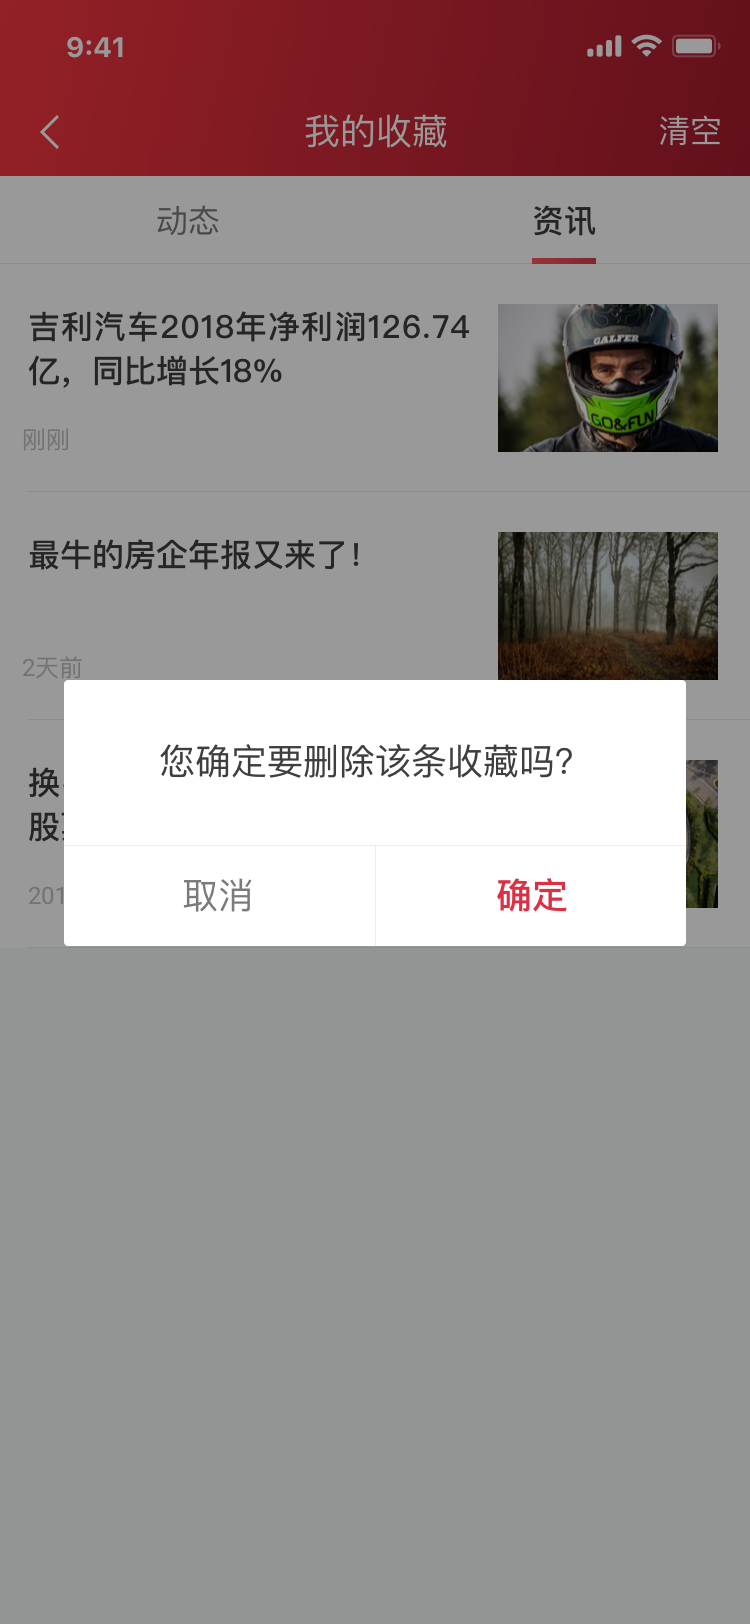 9:41
我的收藏
清空
动态
资讯
吉利汽车2018年净利润126.74
亿，同比增长18%
GALFER
GO&FUN
刚刚
最牛的房企年报又来了！
2天前
换
股
201
您确定要删除该条收藏吗？
取消
确定